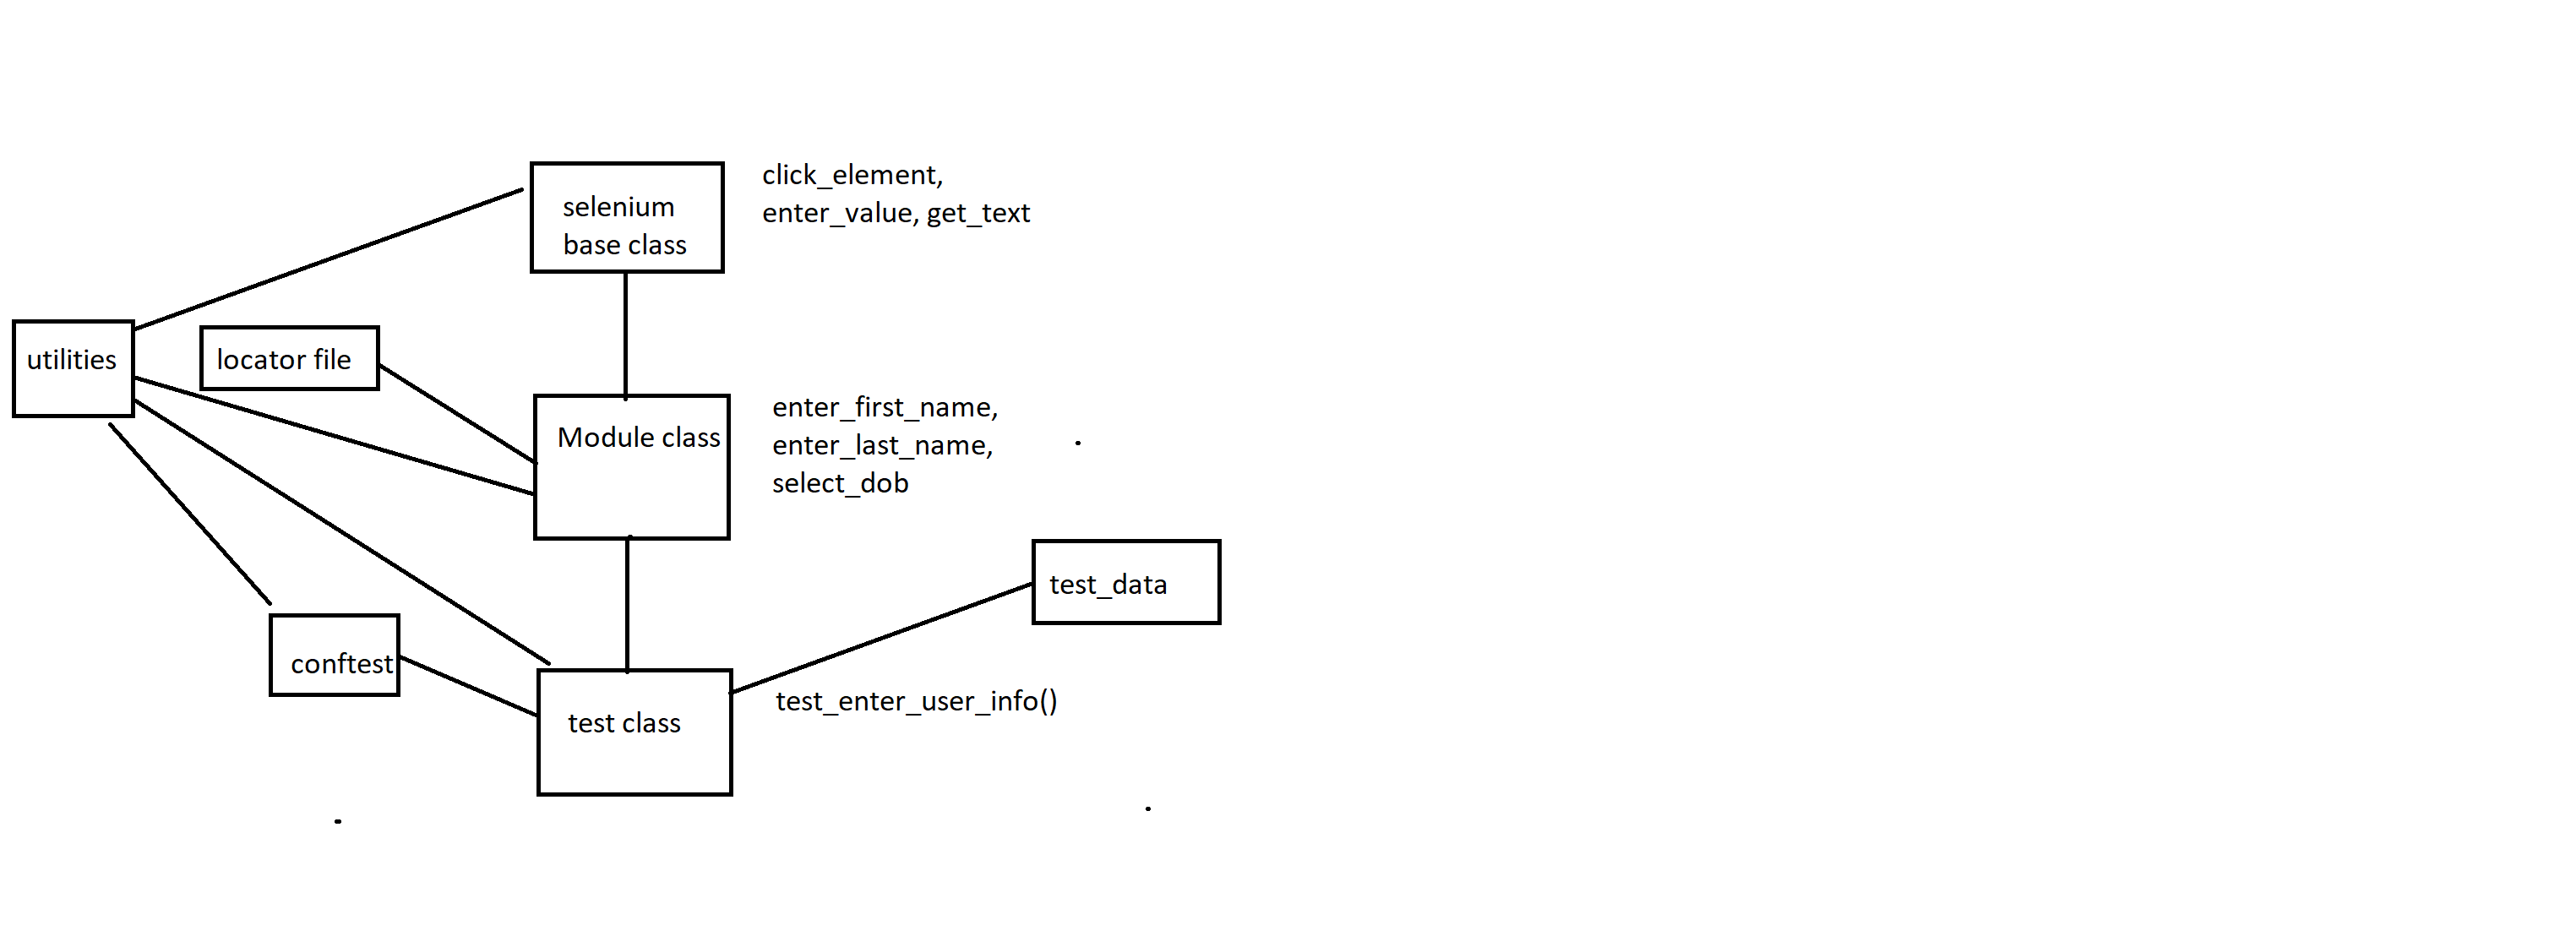 selenium
base class
click_element,
enter_value, get_text
utilities
locator file
Module class
enter_first_name,
enter_last_name,
select_dob
test_data
conftest
test class
test_enter_user_info()